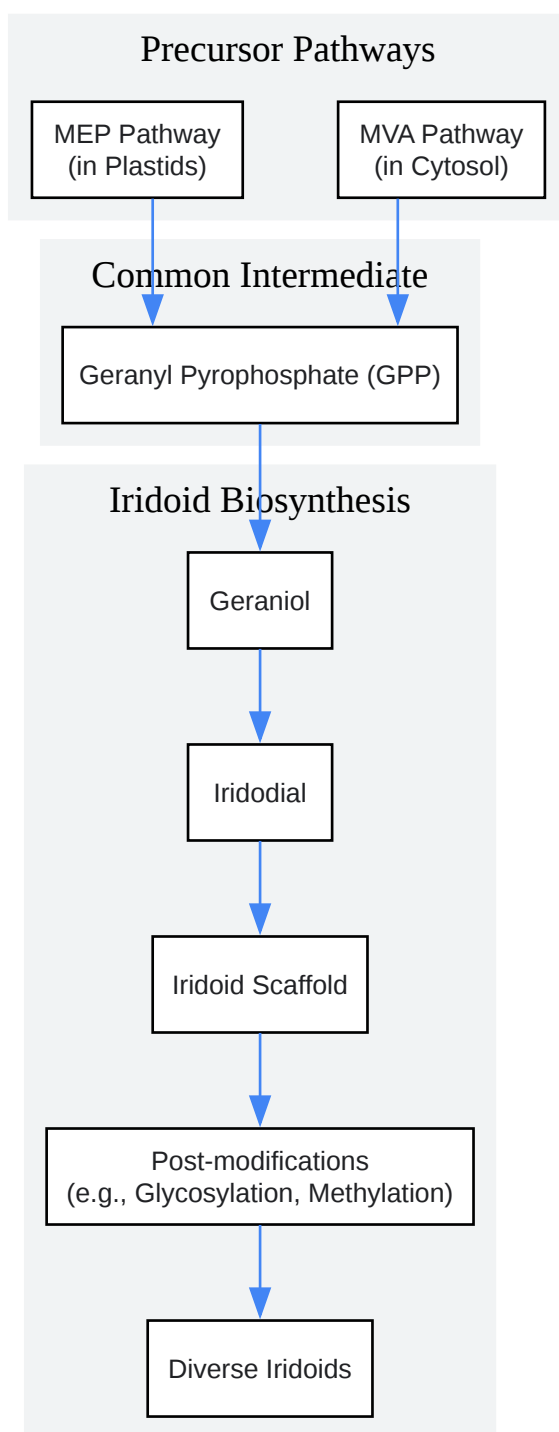 Precursor Pathways
MEP Pathway
(in Plastids)
MVA Pathway
(in Cytosol)
Common Intermediate
Geranyl Pyrophosphate (GPP)
Iridoid Biosynthesis
Geraniol
Iridodial
Iridoid Scaffold
Post-modifications
(e.g., Glycosylation, Methylation)
Diverse Iridoids